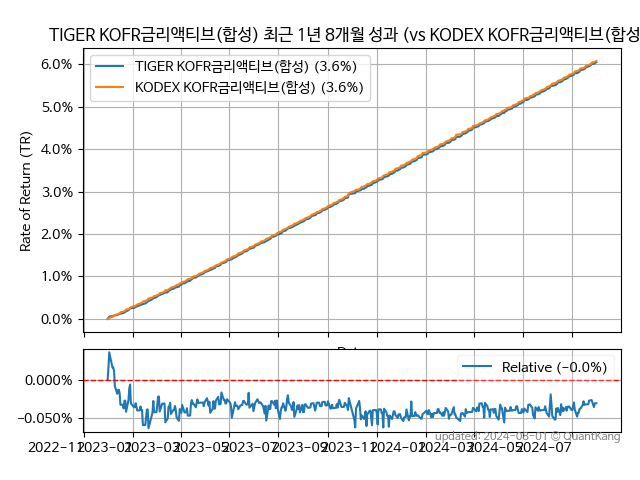 TIGER KOFR금리액티브(합성) 최근 1년 8개월 성과 (vs KODEX KOFR금리액티브(합성
TIGER KOFR금리액티브(합성) (3.6%)
KODEX KOFR금리액티브(합성) (3.6%)
Rate of Return (TR)
6.0%
5.0%
4.0%
3.0%
2.0%
1.0%
0.0%
Relative (−0.0%)
0.000%
−0.050%
updated: 2024-08-01 © QuantKang
2022-11 2023-01 2023-03 2023-05 2023-07 2023-09 2023-11 2024-01 2024-03 2024-05 2024-07